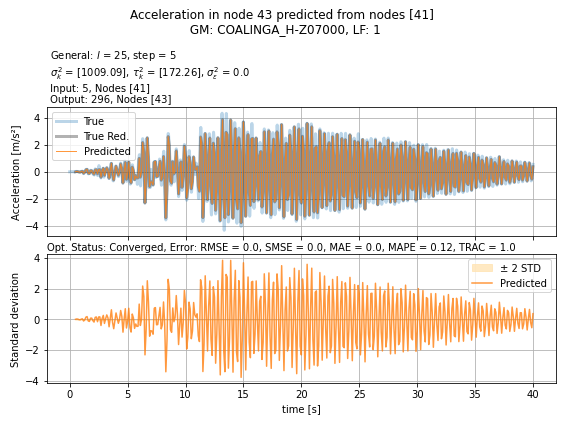 Acceleration in node 43 predicted from nodes [41]
GM: COALINGA_H-Z07000, LF: 1
General: l = 25, step = 5
σ²ₖ = [1009.09], τ²ₖ = [172.26], σ²ε = 0.0
Input: 5, Nodes [41]
Output: 296, Nodes [43]
Acceleration [m/s²]
4
2
0
−2
−4
True
True Red.
Predicted
Opt. Status: Converged, Error: RMSE = 0.0, SMSE = 0.0, MAE = 0.0, MAPE = 0.12, TRAC = 1.0
Standard deviation
4
2
0
−2
−4
± 2 STD
Predicted
0 5 10 15 20 25 30 35 40
time [s]